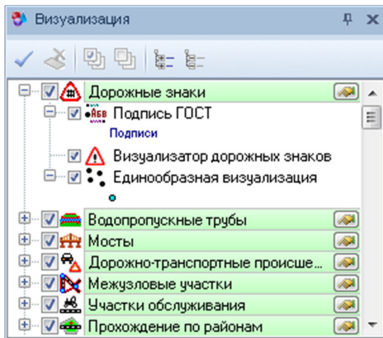 Визуализация
Дорожные знаки
АБВ Подпись ГОСТ
Подписи
Визуализатор дорожных знаков
Единообразная визуализация
Водопропускные трубы
Мосты
Дорожно-транспортные происше...
Межузловые участки
Участки обслуживания
Прохождение по районам